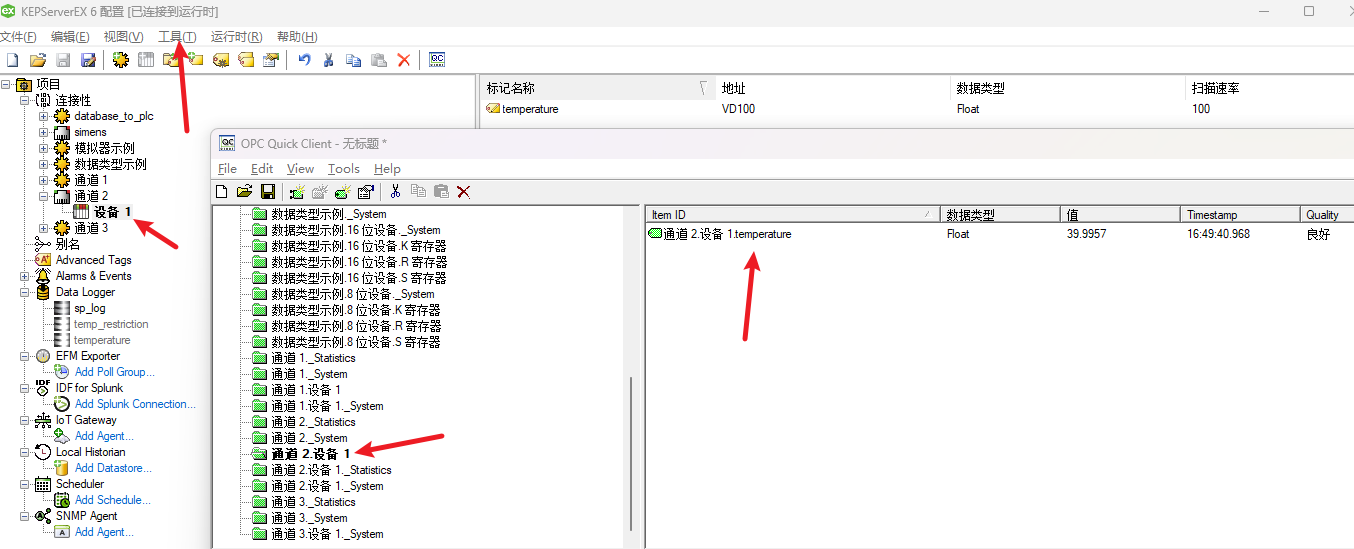 KEPServerEX 6 配置 [已连接到运行时]
文件(F) 编辑(E) 视图(V) 工具(T) 运行时(R) 帮助(H)
项目
连接性
database_to_plc
simens
模拟器示例
数据类型示例
通道 1
通道 2
设备 1
通道 3
别名
Advanced Tags
Alarms & Events
Data Logger
sp_log
temp_restriction
temperature
EFM Exporter
Add Poll Group...
IDF for Splunk
Add Splunk Connection...
IoT Gateway
Add Agent...
Local Historian
Add Datastore...
Scheduler
Add Schedule...
SNMP Agent
Add Agent...
标记名称 地址 数据类型 扫描速率
temperature VD100 Float 100
OPC Quick Client - 无标题 *
File Edit View Tools Help
数据类型示例._System
数据类型示例.16 位设备._System
数据类型示例.16 位设备.K 寄存器
数据类型示例.16 位设备.R 寄存器
数据类型示例.16 位设备.S 寄存器
数据类型示例.8 位设备._System
数据类型示例.8 位设备.K 寄存器
数据类型示例.8 位设备.R 寄存器
数据类型示例.8 位设备.S 寄存器
通道 1._Statistics
通道 1._System
通道 1.设备 1
通道 1.设备 1._System
通道 2._Statistics
通道 2._System
通道 2.设备 1
通道 2.设备 1._Statistics
通道 2.设备 1._System
通道 3._Statistics
通道 3._System
通道 3.设备 1._System
Item ID 数据类型 值 Timestamp Quality
通道 2.设备 1.temperature Float 39.9957 16:49:40.968 良好